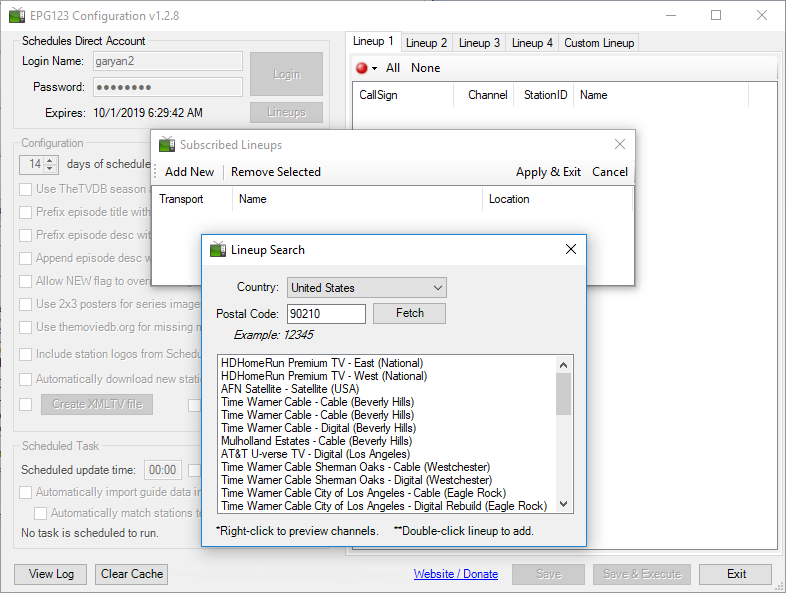 EPG123 Configuration v1.2.8
Schedules Direct Account
Login Name: garyan2
Login
Password: ********
Expires: 10/1/2019 6:29:42 AM
Lineups
Configuration
14 days of schedule
Use TheTVDB season
Prefix episode title with
Prefix episode desc wit
Append episode desc w
Allow NEW flag to overr
Use 2x3 posters for series images
Use themoviedb.org for missing m
Include station logos from Schedu
Automatically download new stati
Create XMLTV file
Scheduled Task
Scheduled update time: 00:00
Automatically import guide data in
Automatically match stations to
No task is scheduled to run.
View Log
Clear Cache
Lineup 1
Lineup 2
Lineup 3
Lineup 4
Custom Lineup
All None
CallSign Channel StationID Name
Subscribed Lineups
Add New Remove Selected Apply & Exit Cancel
Transport Name Location
Lineup Search
Country: United States
Postal Code: 90210 Fetch
Example: 12345
HDHomeRun Premium TV - East (National)
HDHomeRun Premium TV - West (National)
AFN Satellite - Satellite (USA)
Time Warner Cable - Cable (Beverly Hills)
Time Warner Cable - Cable (Beverly Hills)
Time Warner Cable - Digital (Beverly Hills)
Mulholland Estates - Cable (Beverly Hills)
AT&T U-verse TV - Digital (Los Angeles)
Time Warner Cable Sherman Oaks - Cable (Westchester)
Time Warner Cable Sherman Oaks - Digital (Westchester)
Time Warner Cable City of Los Angeles - Cable (Eagle Rock)
Time Warner Cable City of Los Angeles - Digital Rebuild (Eagle Rock)
*Right-click to preview channels. **Double-click lineup to add.
Website / Donate
Save
Save & Execute
Exit